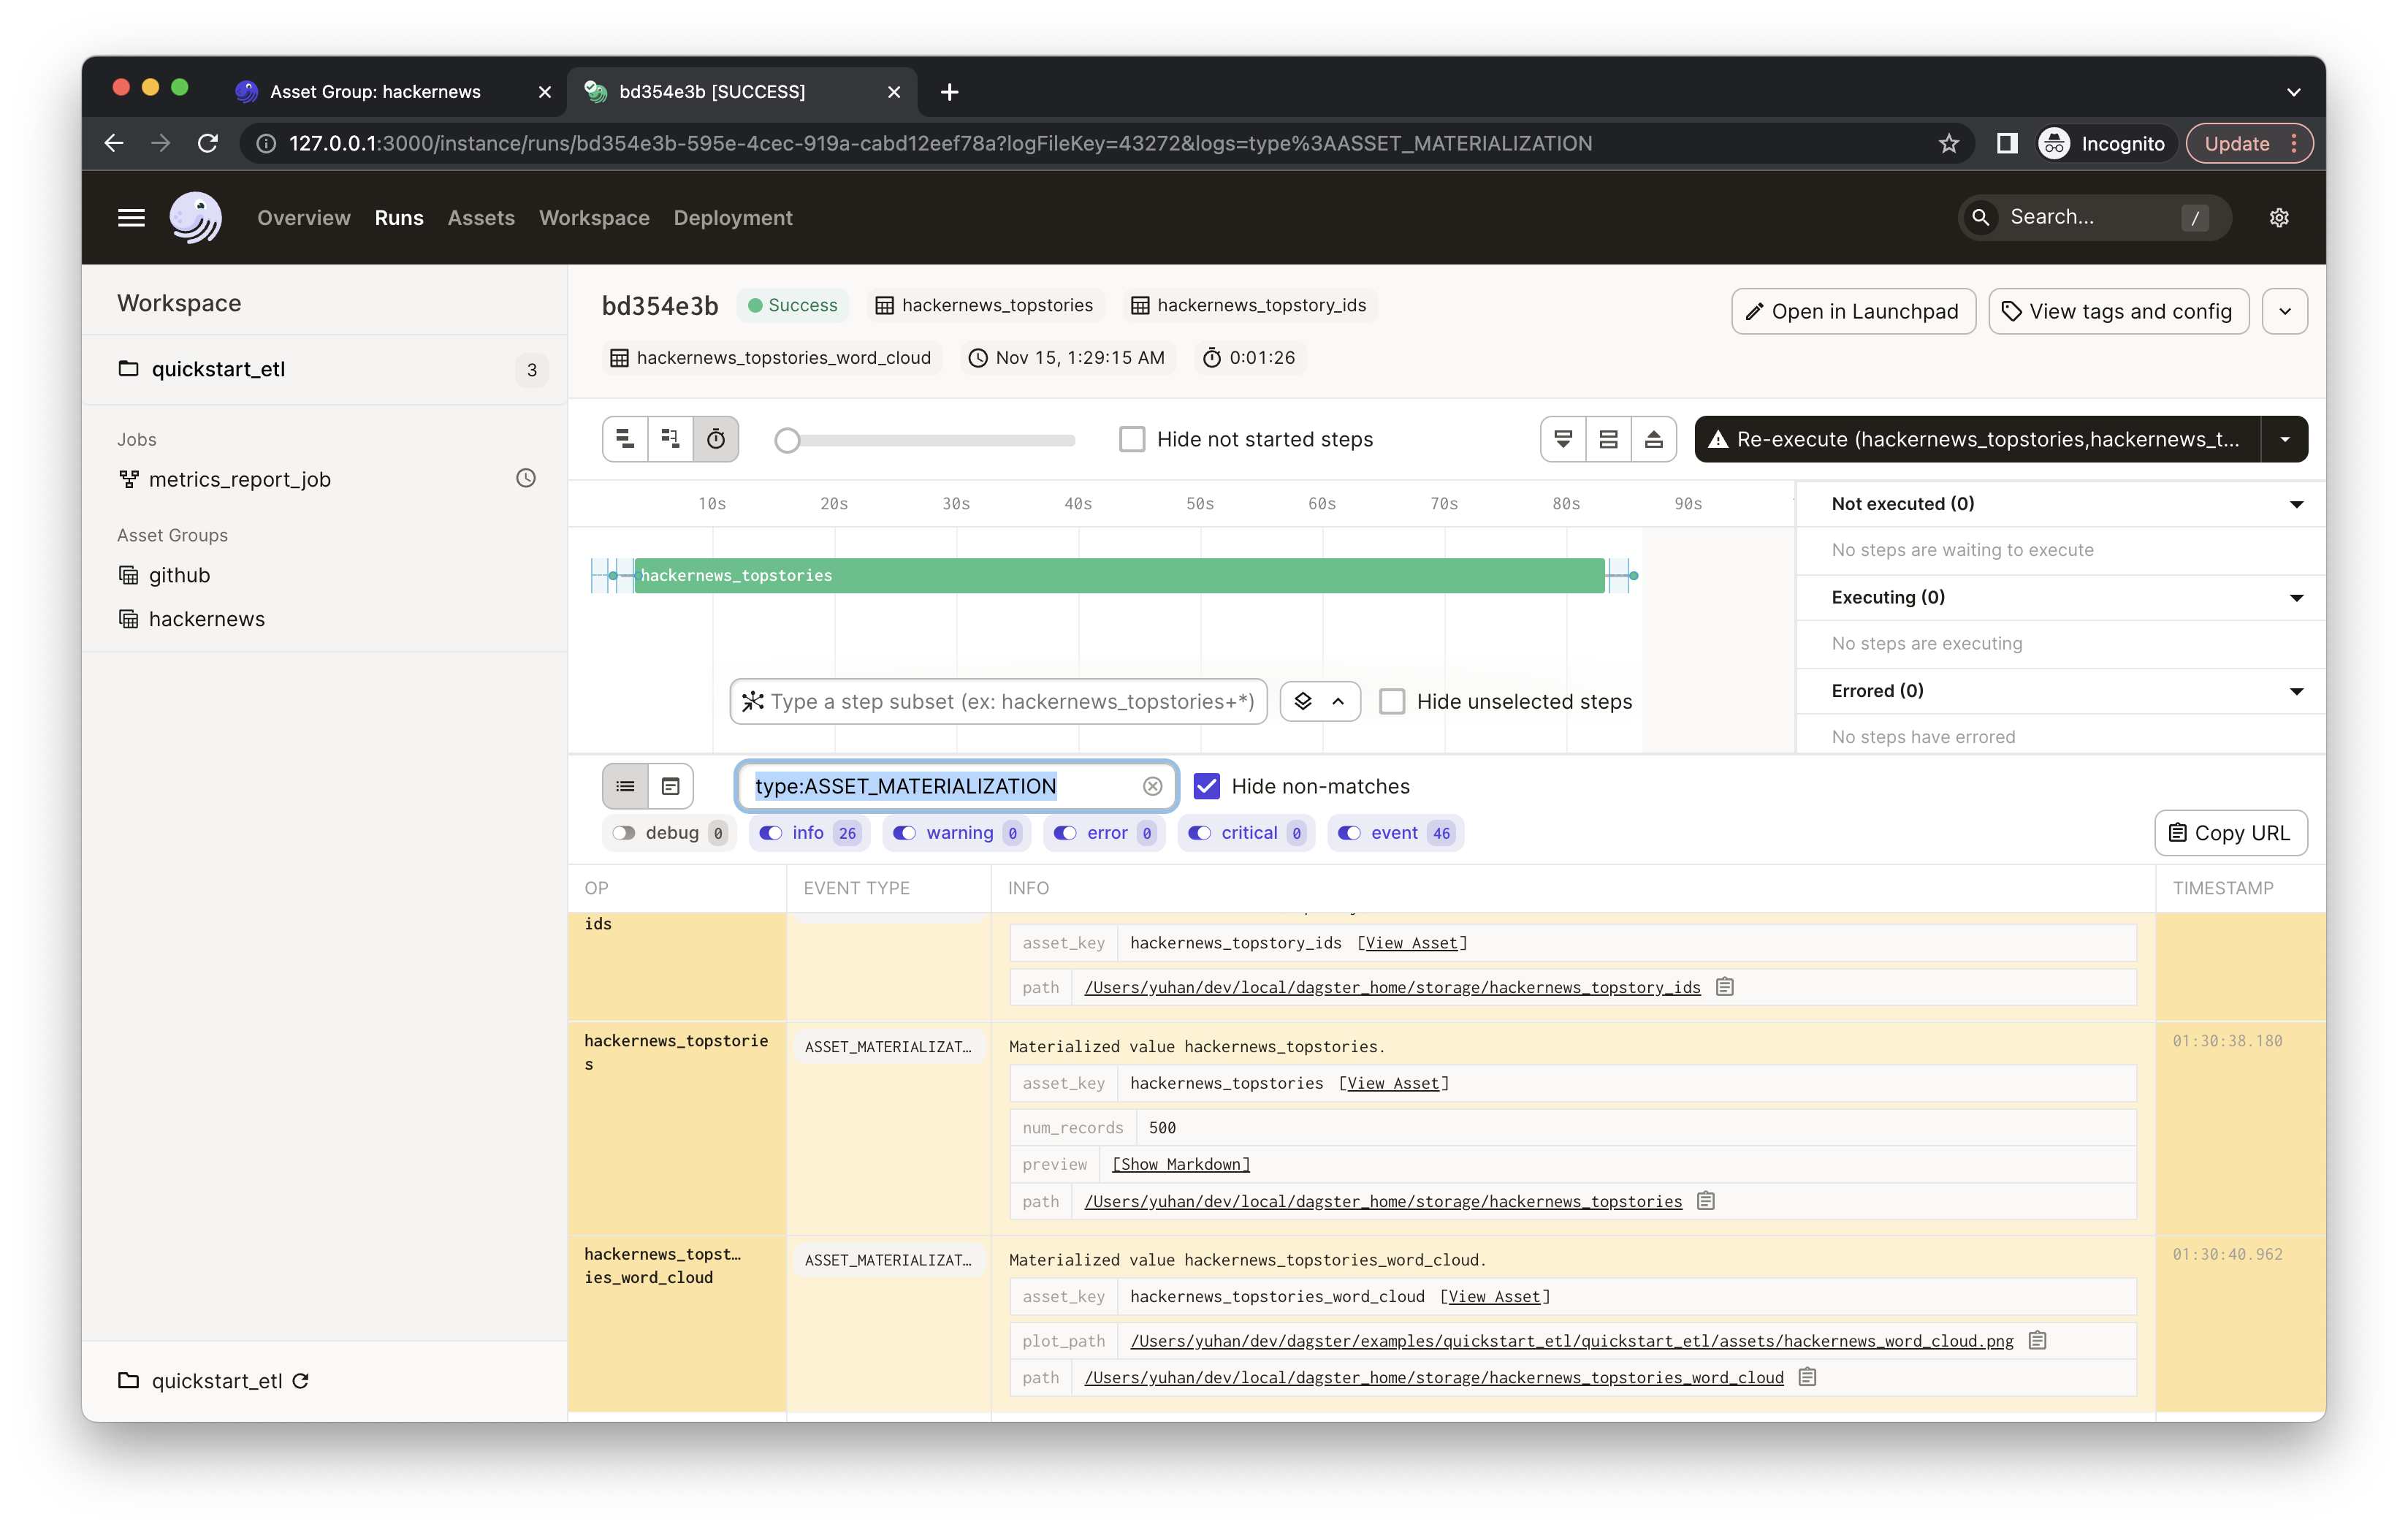 Asset Group: hackernews
bd354e3b [SUCCESS]
127.0.0.1:3000/instance/runs/bd354e3b-595e-4cec-919a-cabd12eef78a?logFileKey=43272&logs=type%3AASSET_MATERIALIZATION
Incognito
Update
Overview Runs Assets Workspace Deployment
Search... /
Workspace
quickstart_etl 3
Jobs
metrics_report_job
Asset Groups
github
hackernews
quickstart_etl
bd354e3b Success hackernews_topstories hackernews_topstory_ids
hackernews_topstories_word_cloud Nov 15, 1:29:15 AM 0:01:26
Open in Launchpad View tags and config
Hide not started steps
Re-execute (hackernews_topstories,hackernews_t...
10s 20s 30s 40s 50s 60s 70s 80s 90s
hackernews_topstories
Type a step subset (ex: hackernews_topstories+*) Hide unselected steps
Not executed (0)
No steps are waiting to execute
Executing (0)
No steps are executing
Errored (0)
No steps have errored
type:ASSET_MATERIALIZATION Hide non-matches
debug 0 info 26 warning 0 error 0 critical 0 event 46
Copy URL
OP EVENT TYPE INFO TIMESTAMP
ids
asset_key hackernews_topstory_ids [View Asset]
path /Users/yuhan/dev/local/dagster_home/storage/hackernews_topstory_ids
hackernews_topstorie
s
ASSET_MATERIALIZAT…
Materialized value hackernews_topstories.
01:30:38.180
asset_key hackernews_topstories [View Asset]
num_records 500
preview [Show Markdown]
path /Users/yuhan/dev/local/dagster_home/storage/hackernews_topstories
hackernews_topst…
ies_word_cloud
ASSET_MATERIALIZAT…
Materialized value hackernews_topstories_word_cloud.
01:30:40.962
asset_key hackernews_topstories_word_cloud [View Asset]
plot_path /Users/yuhan/dev/dagster/examples/quickstart_etl/quickstart_etl/assets/hackernews_word_cloud.png
path /Users/yuhan/dev/local/dagster_home/storage/hackernews_topstories_word_cloud